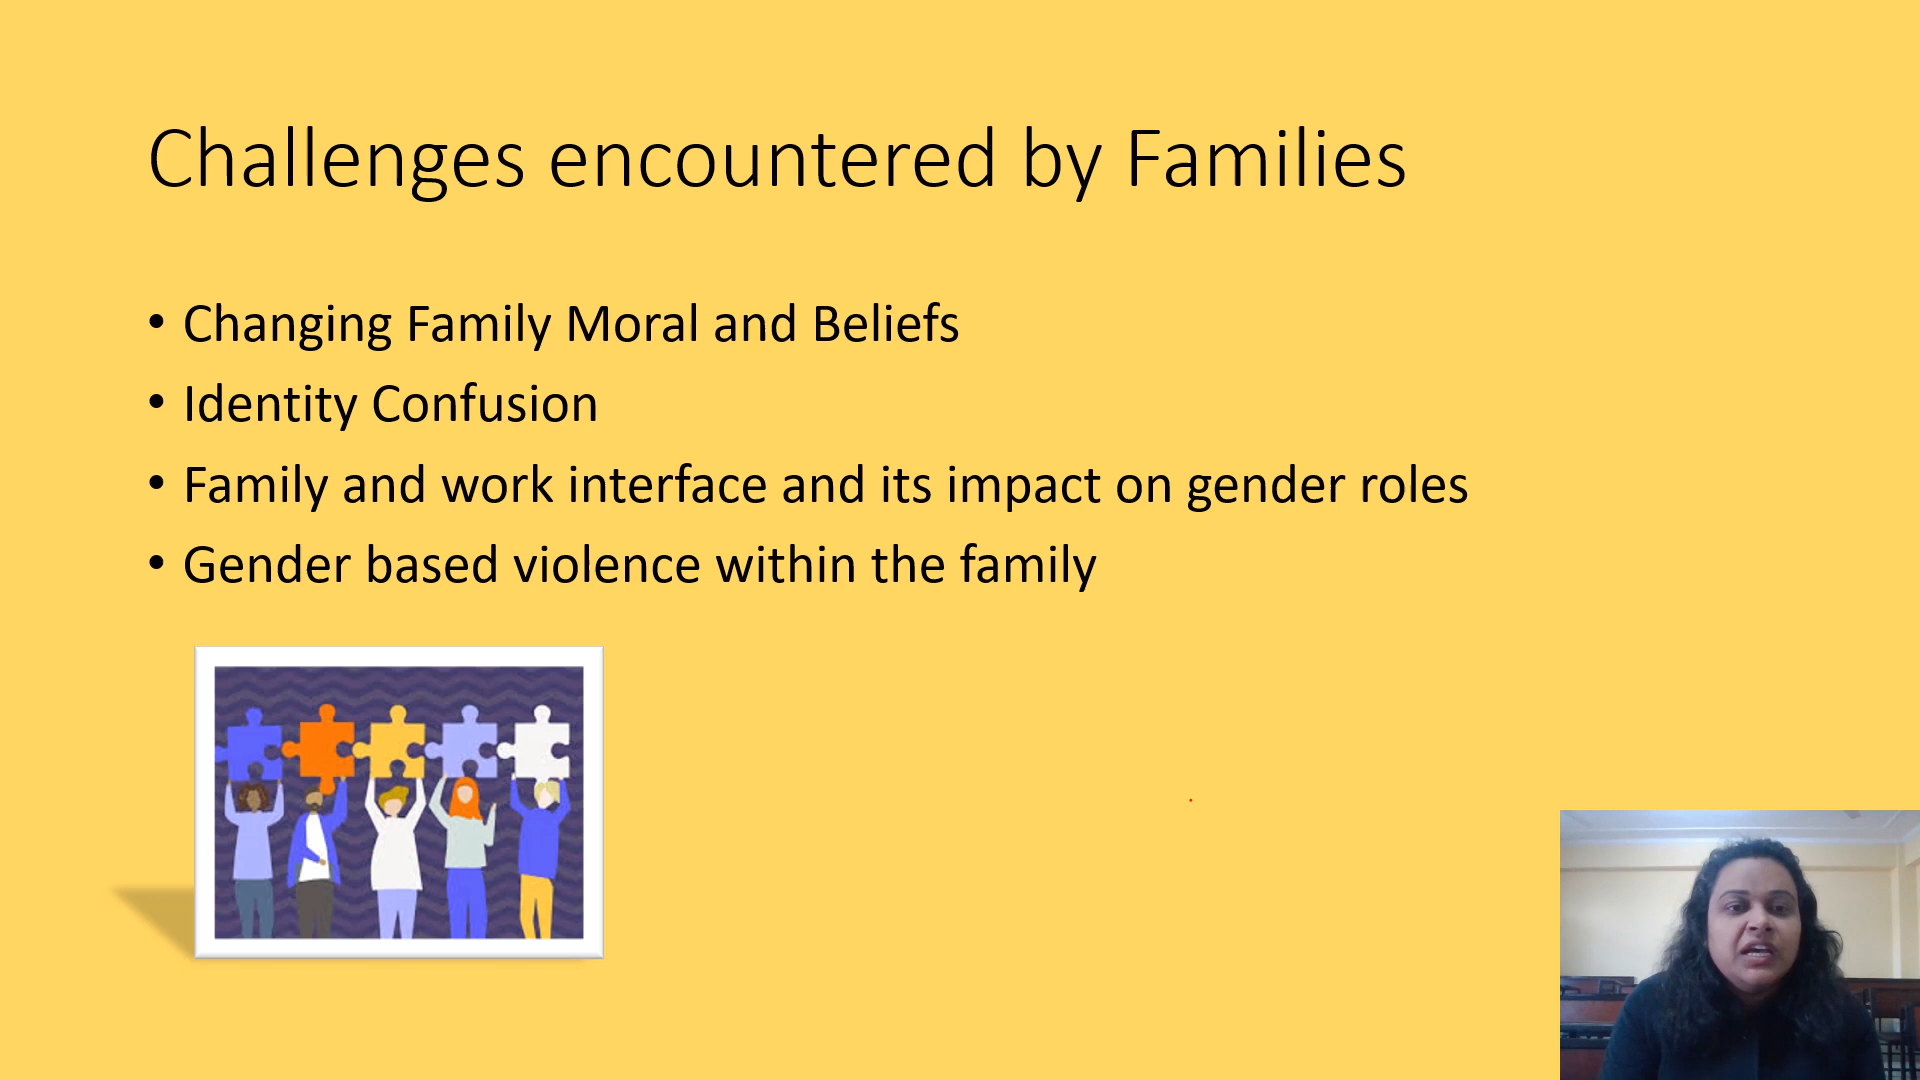 Challenges encountered by Families
• Changing Family Moral and Beliefs
• Identity Confusion
• Family and work interface and its impact on gender roles
• Gender based violence within the family